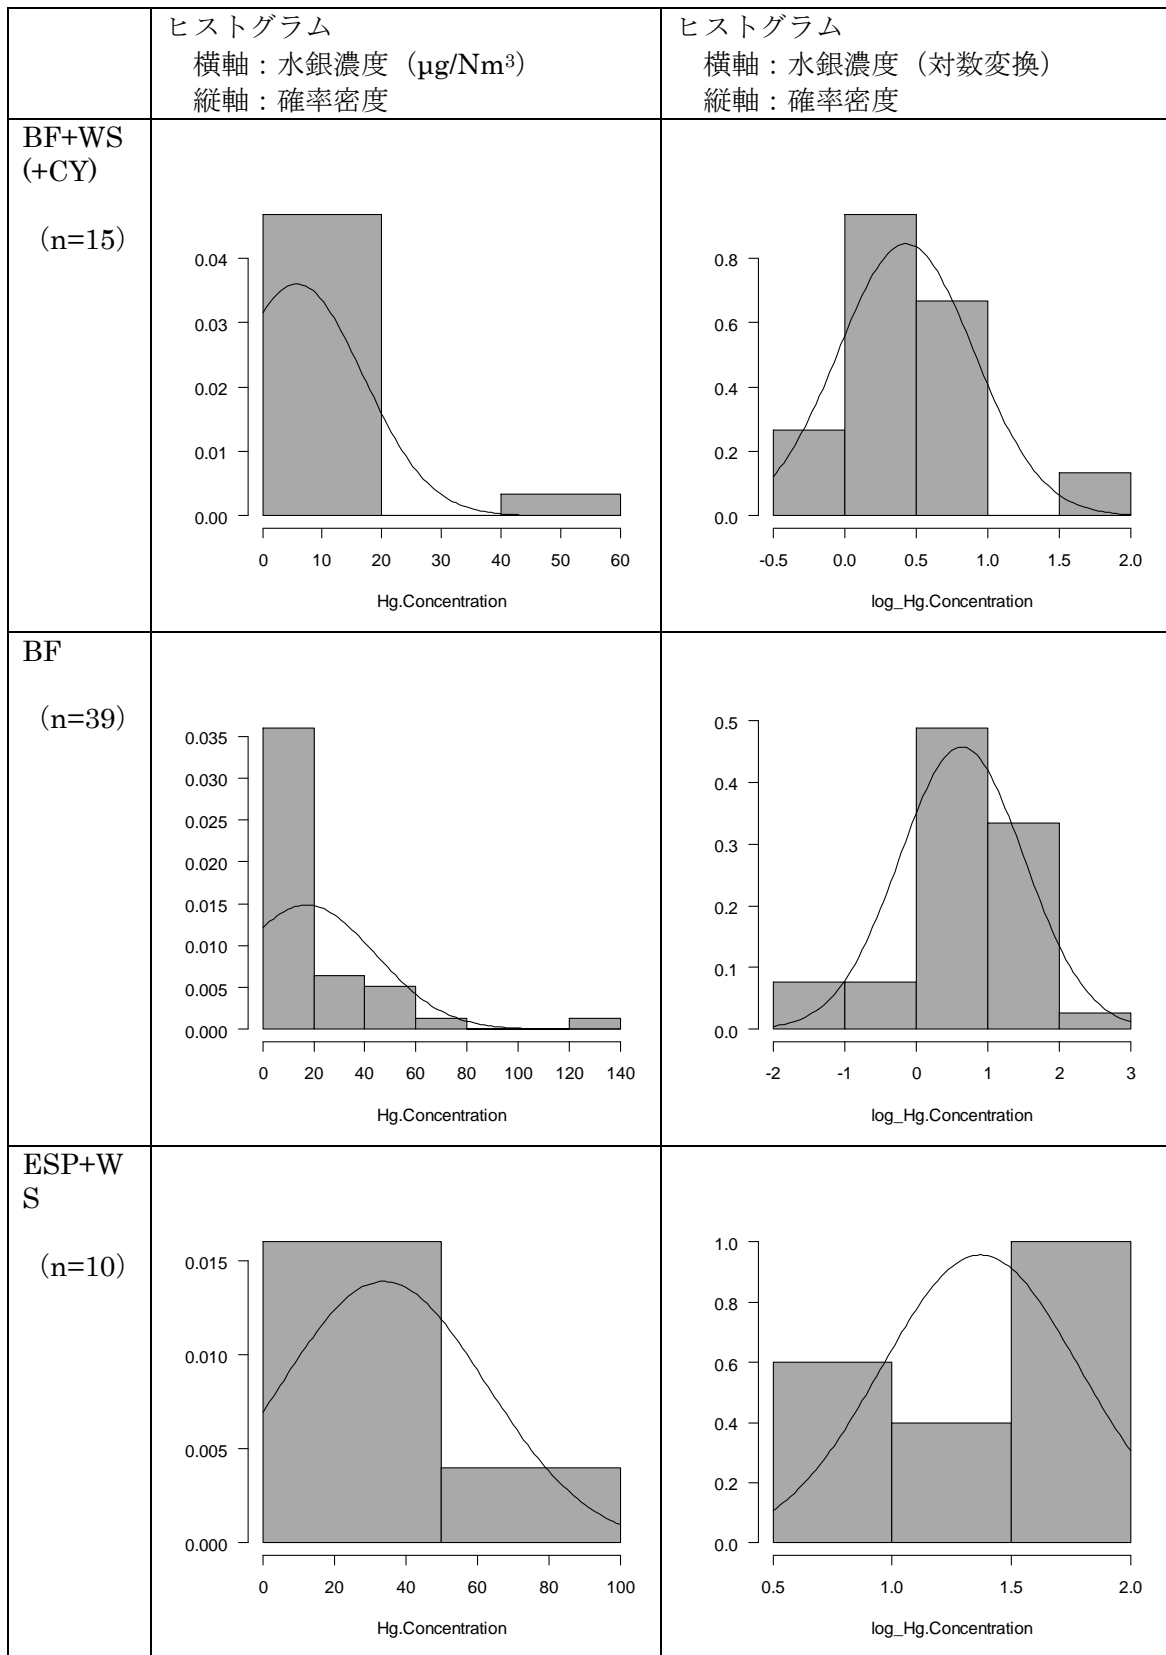 ヒストグラム
横軸：水銀濃度（µg/Nm³）
縦軸：確率密度
ヒストグラム
横軸：水銀濃度（対数変換）
縦軸：確率密度
BF+WS
(+CY)
（n=15）
0.04
0.03
0.02
0.01
0.00
0 10 20 30 40 50 60
Hg.Concentration
0.8
0.6
0.4
0.2
0.0
-0.5 0.0 0.5 1.0 1.5 2.0
log_Hg.Concentration
BF
（n=39）
0.035
0.030
0.025
0.020
0.015
0.010
0.005
0.000
0 20 40 60 80 100 120 140
Hg.Concentration
0.5
0.4
0.3
0.2
0.1
0.0
-2 -1 0 1 2 3
log_Hg.Concentration
ESP+W
S
（n=10）
0.015
0.010
0.005
0.000
0 20 40 60 80 100
Hg.Concentration
1.0
0.8
0.6
0.4
0.2
0.0
0.5 1.0 1.5 2.0
log_Hg.Concentration